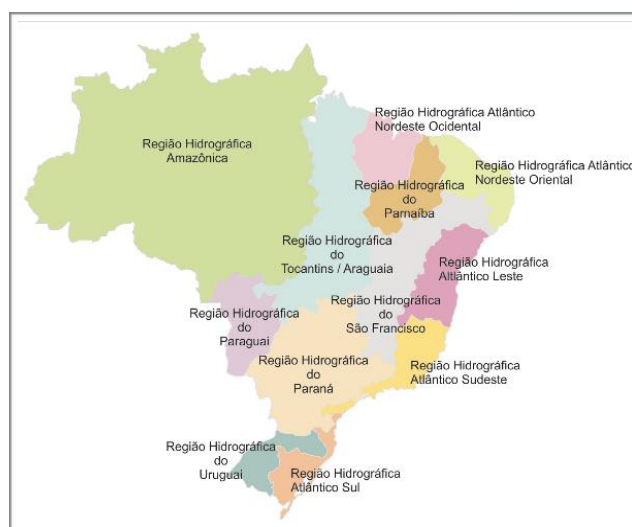 Região Hidrográfica Atlântico
Nordeste Ocidental
Região Hidrográfica
Amazônica
Região Hidrográfica Atlântico
Nordeste Oriental
Região Hidrográfica
do
Parnaíba
Região Hidrográfica
do
Tocantins / Araguaia
Região Hidrográfica
Altlântico Leste
Região Hidrográfica
do
São Francisco
Região Hidrográfica
do
Paraguai
Região Hidrográfica
do
Paraná
Região Hidrográfica
Atlântico Sudeste
Região Hidrográfica
do
Uruguai
Região Hidrográfica
Atlântico Sul